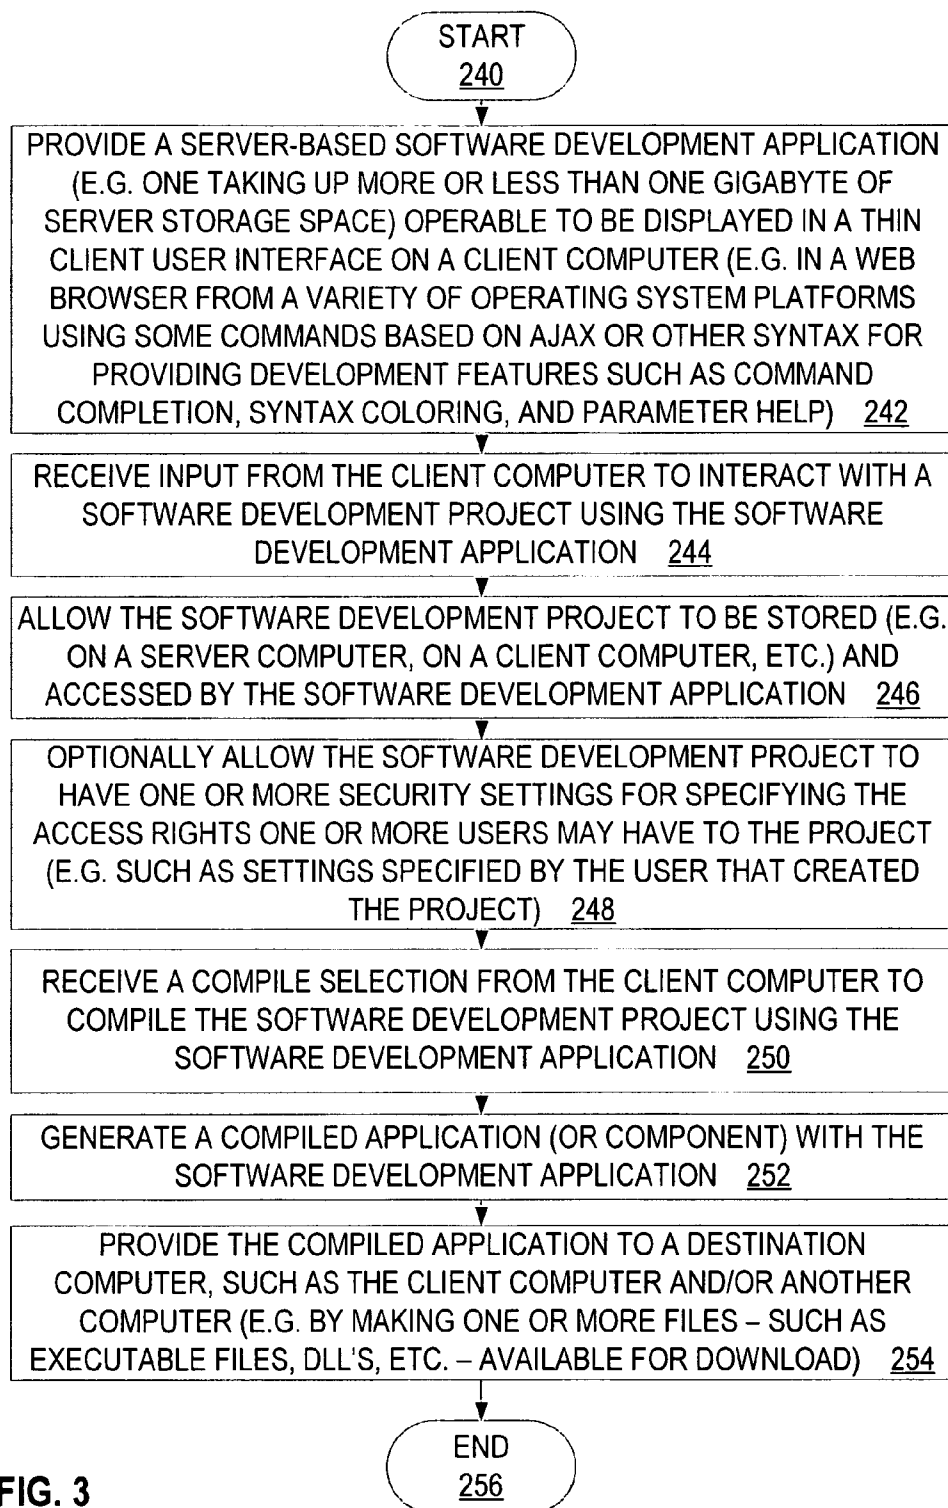 START
240
PROVIDE A SERVER-BASED SOFTWARE DEVELOPMENT APPLICATION
(E.G. ONE TAKING UP MORE OR LESS THAN ONE GIGABYTE OF
SERVER STORAGE SPACE) OPERABLE TO BE DISPLAYED IN A THIN
CLIENT USER INTERFACE ON A CLIENT COMPUTER (E.G. IN A WEB
BROWSER FROM A VARIETY OF OPERATING SYSTEM PLATFORMS
USING SOME COMMANDS BASED ON AJAX OR OTHER SYNTAX FOR
PROVIDING DEVELOPMENT FEATURES SUCH AS COMMAND
COMPLETION, SYNTAX COLORING, AND PARAMETER HELP) 242
RECEIVE INPUT FROM THE CLIENT COMPUTER TO INTERACT WITH A
SOFTWARE DEVELOPMENT PROJECT USING THE SOFTWARE
DEVELOPMENT APPLICATION 244
ALLOW THE SOFTWARE DEVELOPMENT PROJECT TO BE STORED (E.G.
ON A SERVER COMPUTER, ON A CLIENT COMPUTER, ETC.) AND
ACCESSED BY THE SOFTWARE DEVELOPMENT APPLICATION 246
OPTIONALLY ALLOW THE SOFTWARE DEVELOPMENT PROJECT TO
HAVE ONE OR MORE SECURITY SETTINGS FOR SPECIFYING THE
ACCESS RIGHTS ONE OR MORE USERS MAY HAVE TO THE PROJECT
(E.G. SUCH AS SETTINGS SPECIFIED BY THE USER THAT CREATED
THE PROJECT) 248
RECEIVE A COMPILE SELECTION FROM THE CLIENT COMPUTER TO
COMPILE THE SOFTWARE DEVELOPMENT PROJECT USING THE
SOFTWARE DEVELOPMENT APPLICATION 250
GENERATE A COMPILED APPLICATION (OR COMPONENT) WITH THE
SOFTWARE DEVELOPMENT APPLICATION 252
PROVIDE THE COMPILED APPLICATION TO A DESTINATION
COMPUTER, SUCH AS THE CLIENT COMPUTER AND/OR ANOTHER
COMPUTER (E.G. BY MAKING ONE OR MORE FILES – SUCH AS
EXECUTABLE FILES, DLL'S, ETC. – AVAILABLE FOR DOWNLOAD) 254
END
256
FIG. 3